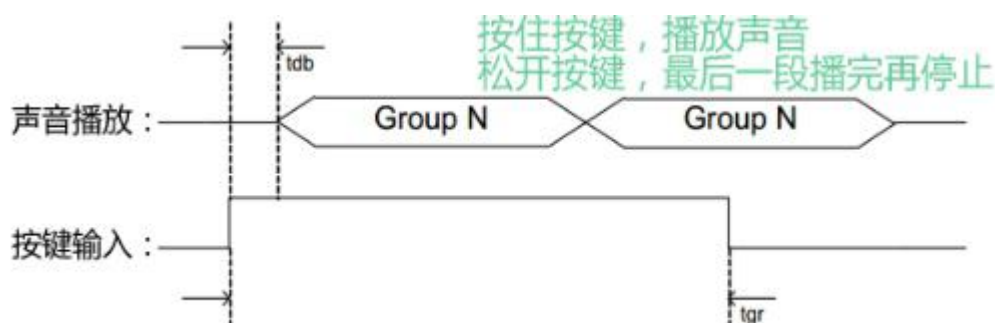 按住按键，播放声音
松开按键，最后一段播完再停止
tdb
声音播放：
Group N
Group N
按键输入：
tgr